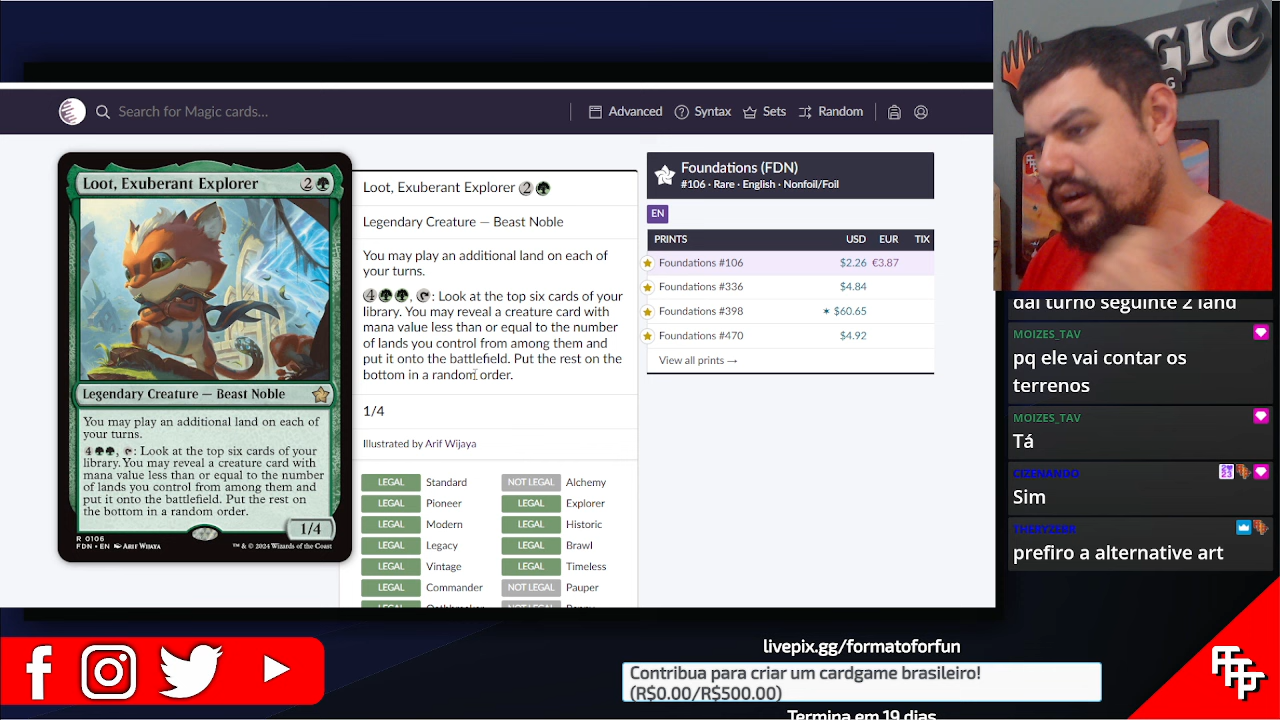 MAGIC
Search for Magic cards...
Advanced
Syntax
Sets
Random
Loot, Exuberant Explorer 2
Legendary Creature — Beast Noble
You may play an additional land on each of
your turns.
4 , : Look at the top six cards of your
library. You may reveal a creature card with
mana value less than or equal to the number
of lands you control from among them and
put it onto the battlefield. Put the rest on
the bottom in a random order.
1/4
R 0106
FDN • EN Arif Wijaya
™ & © 2024 Wizards of the Coast
Loot, Exuberant Explorer 2
Legendary Creature — Beast Noble
You may play an additional land on each of
your turns.
4 , : Look at the top six cards of your
library. You may reveal a creature card with
mana value less than or equal to the number
of lands you control from among them and
put it onto the battlefield. Put the rest on the
bottom in a random order.
1/4
Illustrated by Arif Wijaya
LEGAL Standard NOT LEGAL Alchemy
LEGAL Pioneer LEGAL Explorer
LEGAL Modern LEGAL Historic
LEGAL Legacy LEGAL Brawl
LEGAL Vintage LEGAL Timeless
LEGAL Commander NOT LEGAL Pauper
Foundations (FDN)
#106 · Rare · English · Nonfoil/Foil
EN
PRINTS USD EUR TIX
Foundations #106 $2.26 €3.87
Foundations #336 $4.84
Foundations #398 ✶ $60.65
Foundations #470 $4.92
View all prints →
dai turno seguinte 2 land
MOIZES_TAV
pq ele vai contar os
terrenos
MOIZES_TAV
Tá
CIZENANDO
Sim
THERYZERR
prefiro a alternative art
livepix.gg/formatoforfun
Contribua para criar um cardgame brasileiro!
(R$0.00/R$500.00)
Termina em 19 dias
FFF